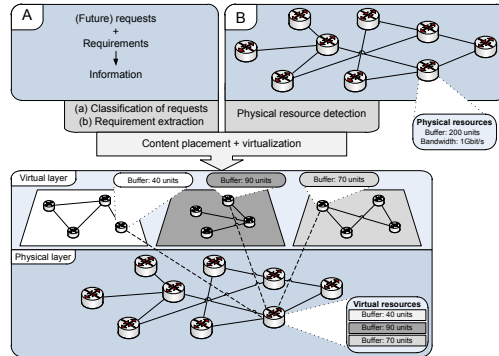 A
(Future) requests
+
Requirements
Information
B
Physical resources
Buffer: 200 units
Bandwidth: 1Gbit/s
(a) Classification of requests
(b) Requirement extraction
Physical resource detection
Content placement + virtualization
Virtual layer
Buffer: 40 units
Buffer: 90 units
Buffer: 70 units
Physical layer
Virtual resources
Buffer: 40 units
Buffer: 90 units
Buffer: 70 units